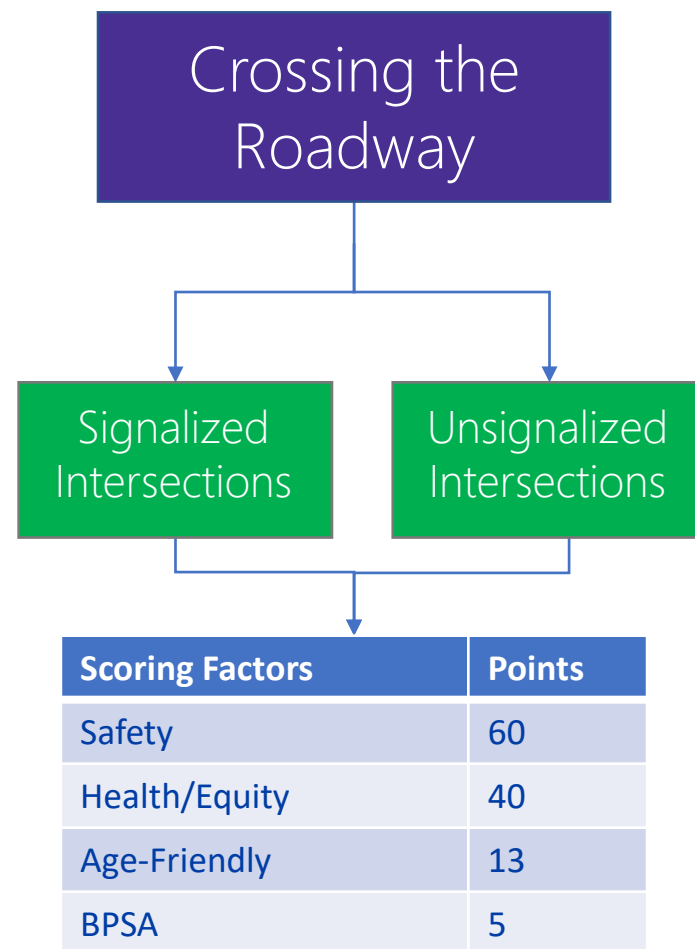 Crossing the
Roadway
Signalized
Intersections
Unsignalized
Intersections
Scoring Factors Points
Safety 60
Health/Equity 40
Age-Friendly 13
BPSA 5